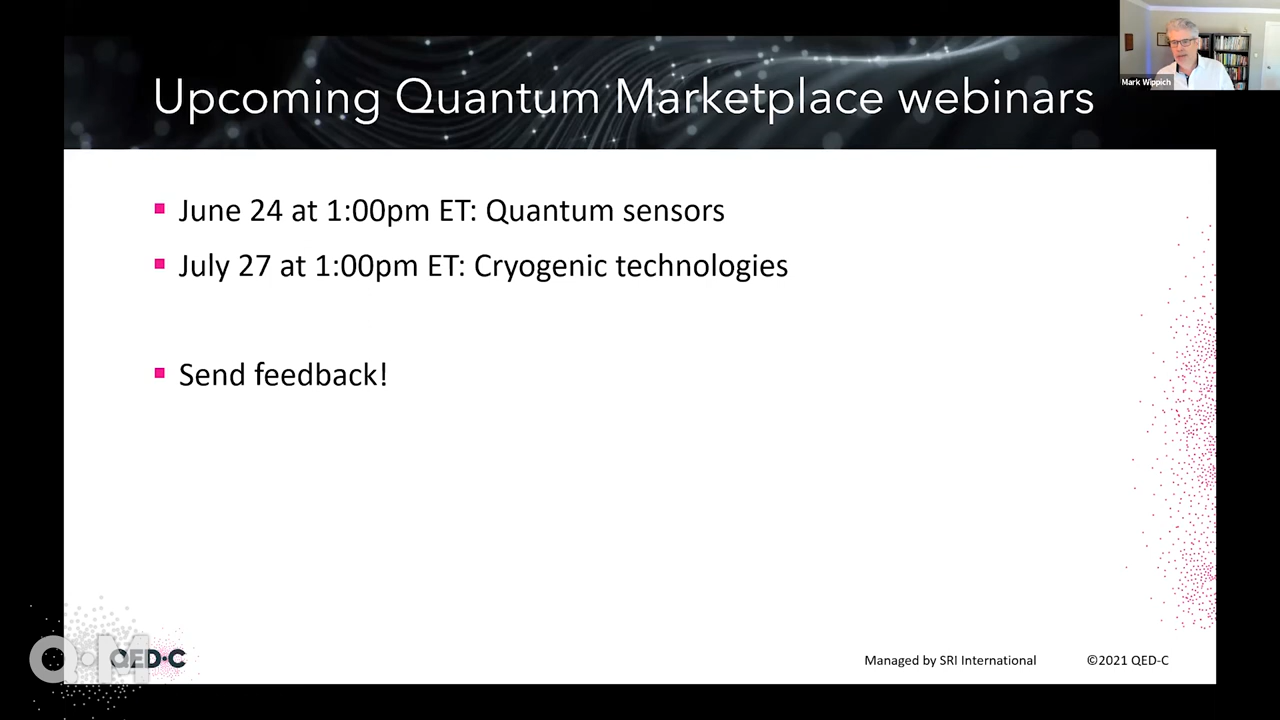 Upcoming Quantum Marketplace webinars
Mark Wippich
June 24 at 1:00pm ET: Quantum sensors
July 27 at 1:00pm ET: Cryogenic technologies
Send feedback!
QM
QED·C
Managed by SRI International
©2021 QED-C